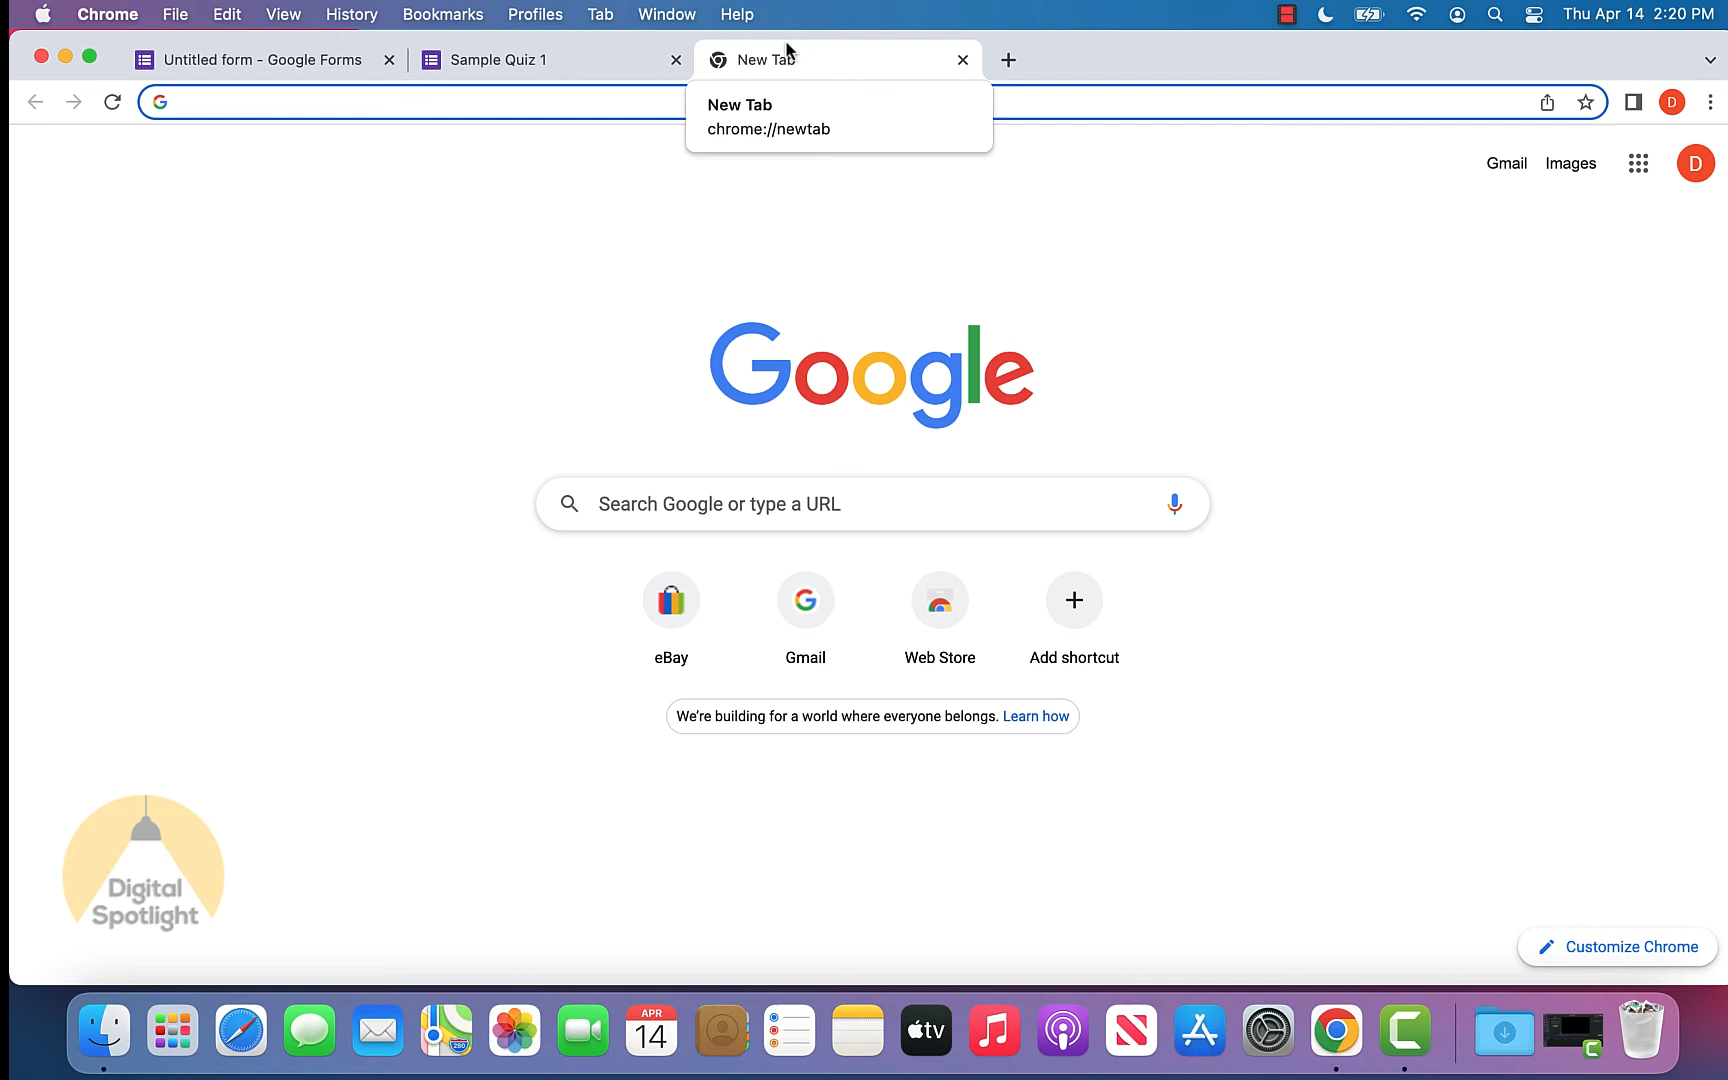 Chrome File Edit View History Bookmarks Profiles Tab Window Help Thu Apr 14 2:20 PM
Untitled form - Google Forms Sample Quiz 1 New Tab
D
New Tab
chrome://newtab
Gmail Images D
Google
Search Google or type a URL
eBay Gmail Web Store Add shortcut
We're building for a world where everyone belongs. Learn how
Digital
Spotlight
Customize Chrome
APR
14
280
tv